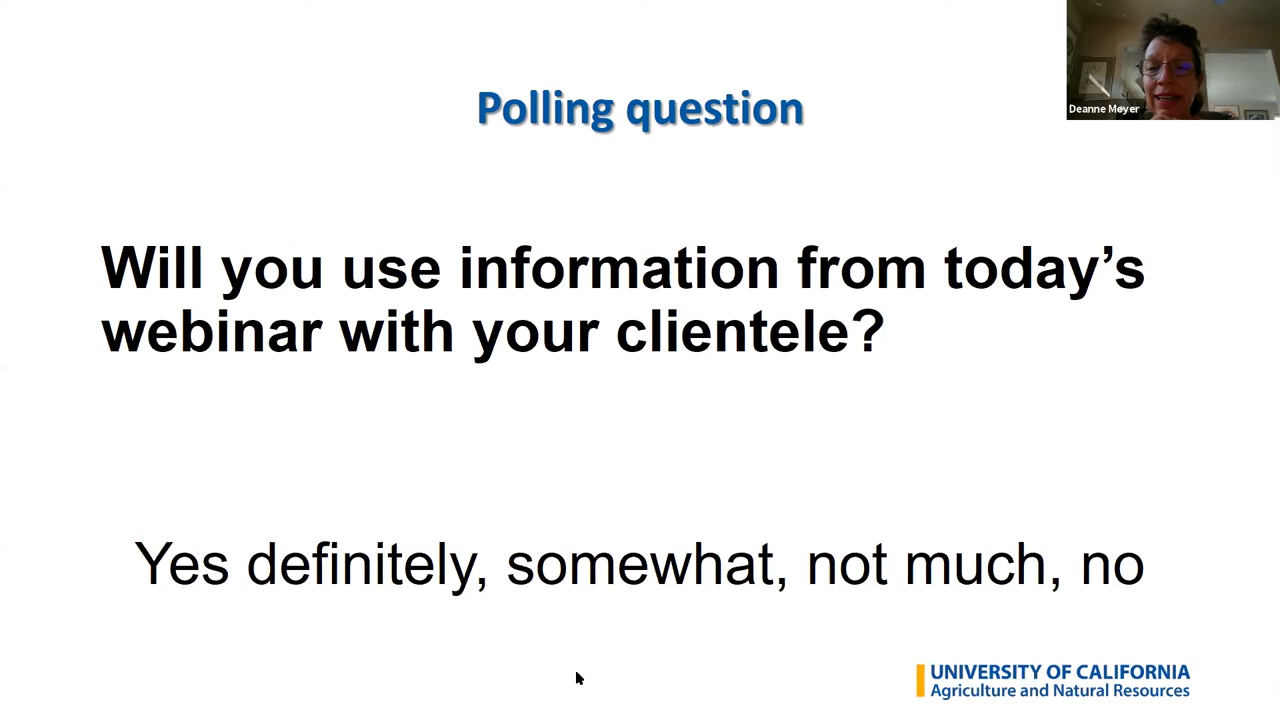 Polling question
Deanne Meyer
Will you use information from today’s
webinar with your clientele?
Yes definitely, somewhat, not much, no
UNIVERSITY OF CALIFORNIA
Agriculture and Natural Resources